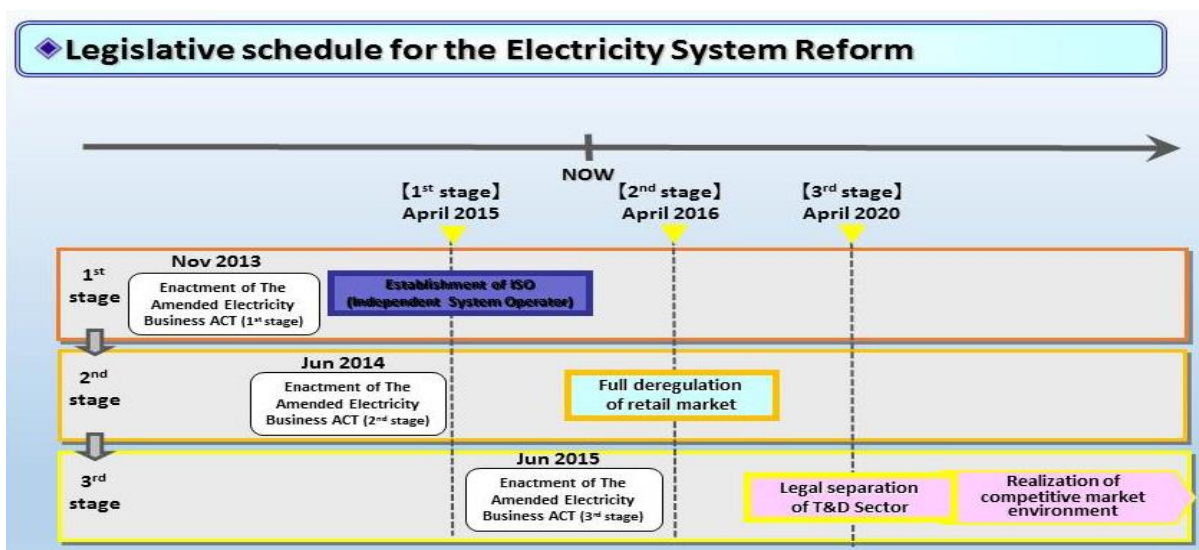 Legislative schedule for the Electricity System Reform
NOW
【1st stage】
April 2015
【2nd stage】
April 2016
【3rd stage】
April 2020
1st
stage
Nov 2013
Enactment of The
Amended Electricity
Business ACT (1st stage)
Establishment of ISO
(Independent System Operator)
2nd
stage
Jun 2014
Enactment of The
Amended Electricity
Business ACT (2nd stage)
Full deregulation
of retail market
3rd
stage
Jun 2015
Enactment of The
Amended Electricity
Business ACT (3rd stage)
Legal separation
of T&D Sector
Realization of
competitive market
environment